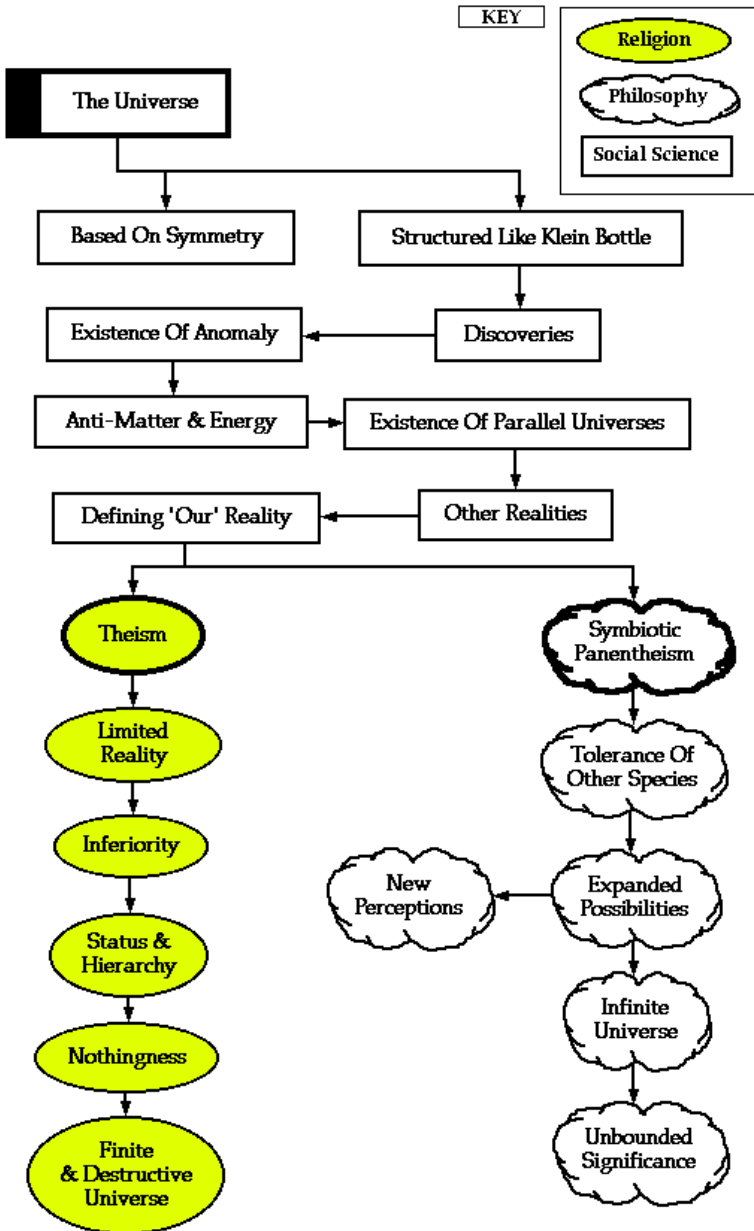 KEY
Religion
Philosophy
Social Science
The Universe
Based On Symmetry
Structured Like Klein Bottle
Existence Of Anomaly
Discoveries
Anti-Matter & Energy
Existence Of Parallel Universes
Defining 'Our' Reality
Other Realities
Theism
Limited
Reality
Inferiority
Status &
Hierarchy
Nothingness
Finite
& Destructive
Universe
Symbiotic
Panentheism
Tolerance Of
Other Species
New
Perceptions
Expanded
Possibilities
Infinite
Universe
Unbounded
Significance